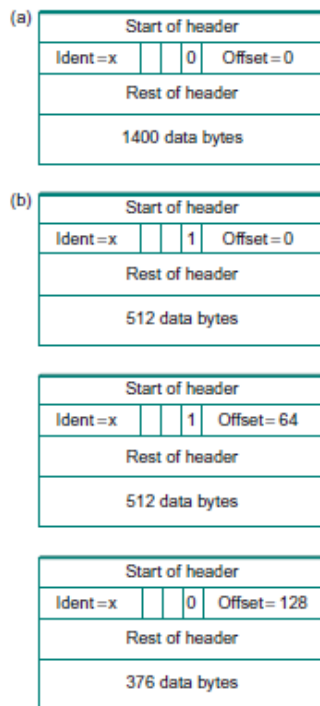 (a)
Start of header
Ident=x 0 Offset=0
Rest of header
1400 data bytes
(b)
Start of header
Ident=x 1 Offset=0
Rest of header
512 data bytes
Start of header
Ident=x 1 Offset=64
Rest of header
512 data bytes
Start of header
Ident=x 0 Offset=128
Rest of header
376 data bytes